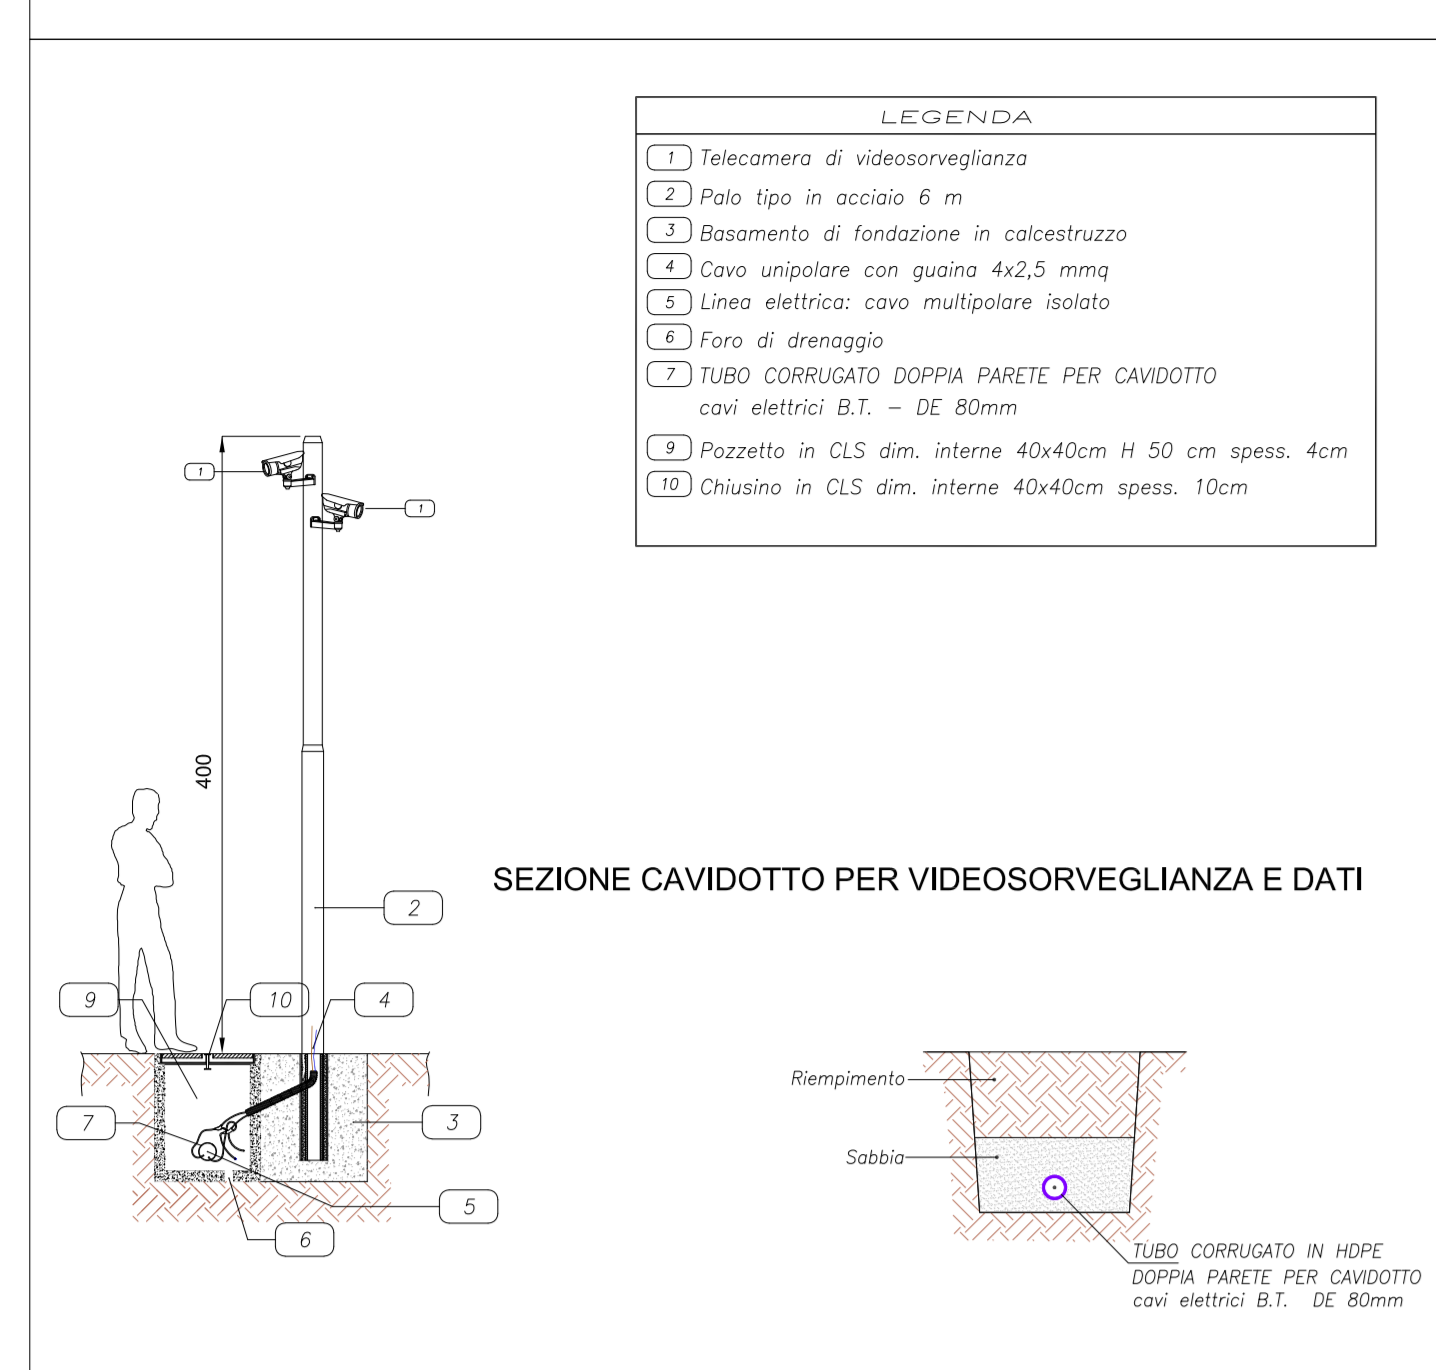 LEGENDA
1 Telecamera di videosorveglianza
2 Palo tipo in acciaio 6 m
3 Basamento di fondazione in calcestruzzo
4 Cavo unipolare con guaina 4x2,5 mmq
5 Linea elettrica: cavo multipolare isolato
6 Foro di drenaggio
7 TUBO CORRUGATO DOPPIA PARETE PER CAVIDOTTO
cavi elettrici B.T. – DE 80mm
9 Pozzetto in CLS dim. interne 40x40cm H 50 cm spess. 4cm
10 Chiusino in CLS dim. interne 40x40cm spess. 10cm
1
1
400
2
9
10
4
7
3
5
6
SEZIONE CAVIDOTTO PER VIDEOSORVEGLIANZA E DATI
Riempimento
Sabbia
TUBO CORRUGATO IN HDPE
DOPPIA PARETE PER CAVIDOTTO
cavi elettrici B.T. DE 80mm